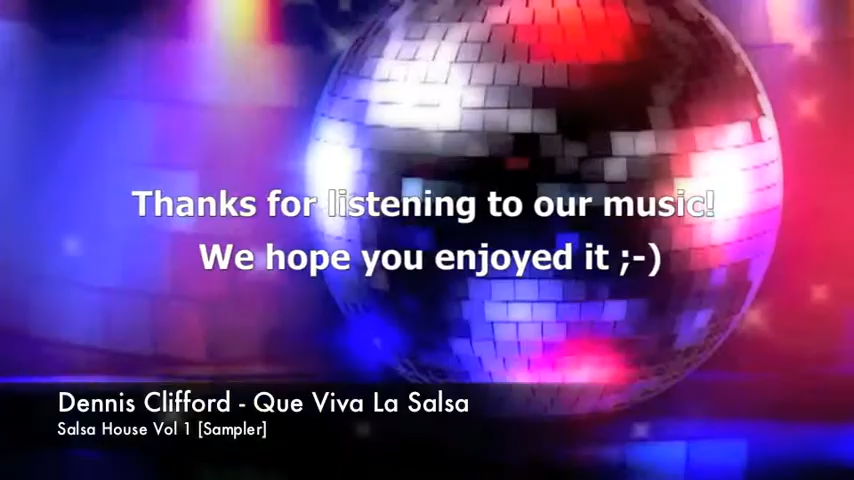 Thanks for listening to our music!
We hope you enjoyed it ;-)
Dennis Clifford - Que Viva La Salsa
Salsa House Vol 1 [Sampler]